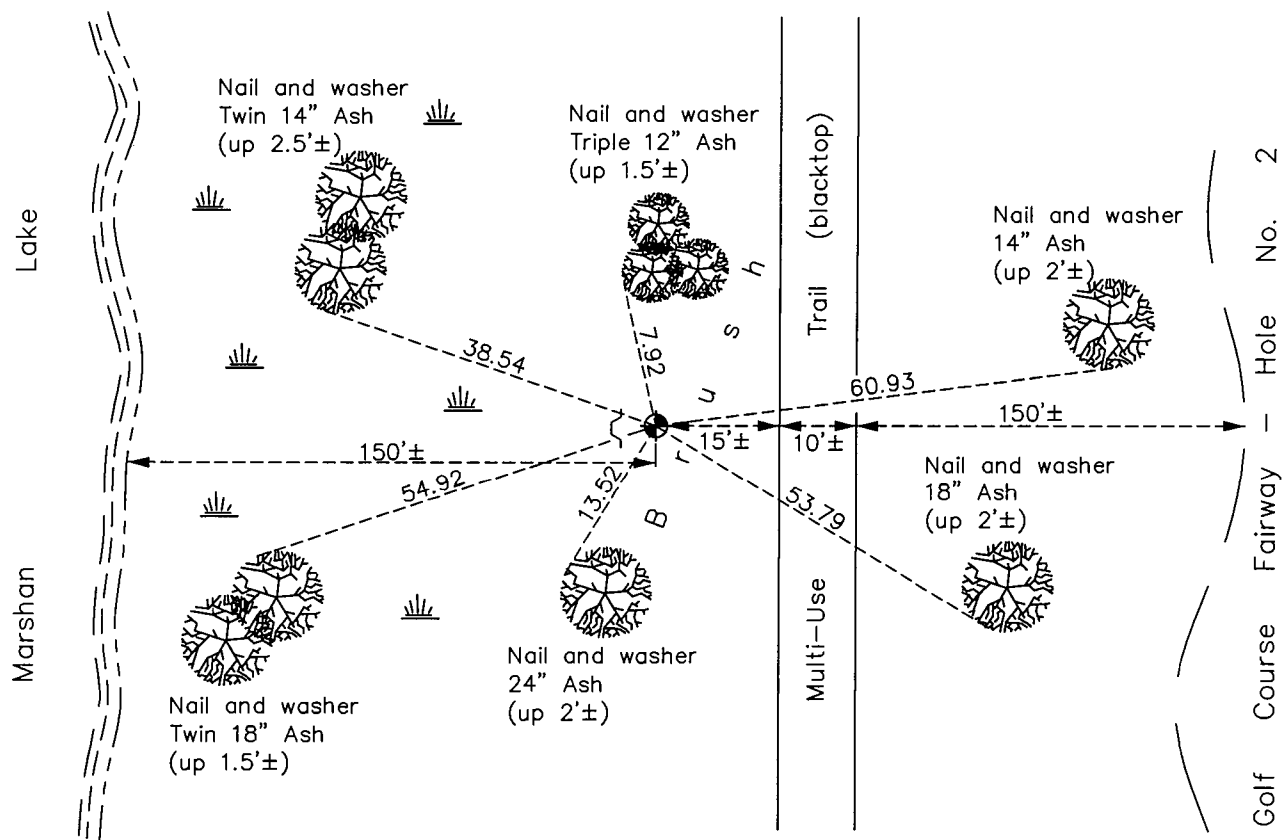 Nail and washer
Twin 14” Ash
(up 2.5'±)
Nail and washer
Triple 12” Ash
(up 1.5'±)
Nail and washer
14” Ash
(up 2'±)
Marshan Lake
Multi–Use Trail (blacktop)
Golf Course Fairway – Hole No. 2
Brush
38.54
7.92
60.93
150'±
15'±
10'±
150'±
54.92
13.52
53.79
Nail and washer
18” Ash
(up 2'±)
Nail and washer
24” Ash
(up 2'±)
Nail and washer
Twin 18” Ash
(up 1.5'±)